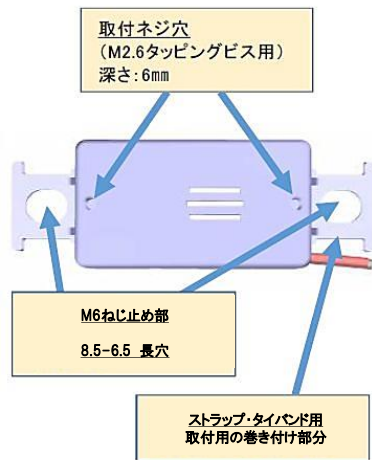 取付ネジ穴
(M2.6タッピングビス用)
深さ:6mm
M6ねじ止め部
8.5-6.5 長穴
ストラップ・タイバンド用
取付用の巻き付け部分